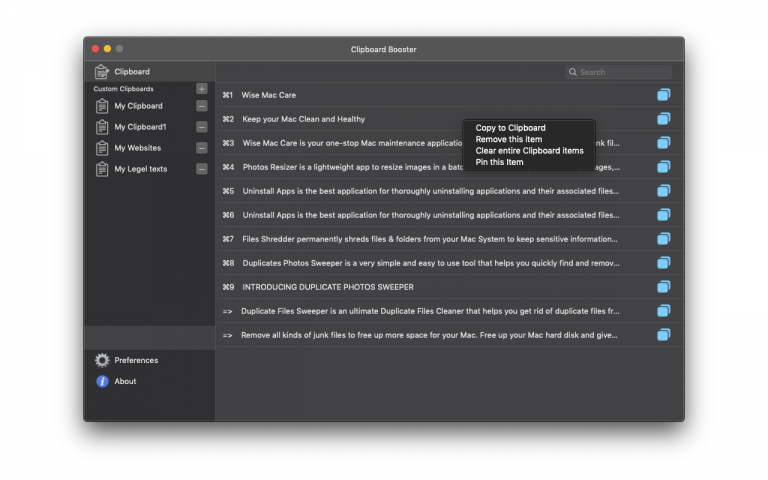 Clipboard Booster
Clipboard
Search
Custom Clipboards
My Clipboard
My Clipboard1
My Websites
My Legel texts
Preferences
About
⌘1 Wise Mac Care
⌘2 Keep your Mac Clean and Healthy
⌘3 Wise Mac Care is your one-stop Mac maintenance applicatio nk fil...
⌘4 Photos Resizer is a lightweight app to resize images in a batc ages,...
⌘5 Uninstall Apps is the best application for thoroughly uninstalling applications and their associated files...
⌘6 Uninstall Apps is the best application for thoroughly uninstalling applications and their associated files...
⌘7 Files Shredder permanently shreds files & folders from your Mac System to keep sensitive information...
⌘8 Duplicates Photos Sweeper is a very simple and easy to use tool that helps you quickly find and remov...
⌘9 INTRODUCING DUPLICATE PHOTOS SWEEPER
=> Duplicate Files Sweeper is an ultimate Duplicate Files Cleaner that helps you get rid of duplicate files fr...
=> Remove all kinds of junk files to free up more space for your Mac. Free up your Mac hard disk and give...
Copy to Clipboard
Remove this item
Clear entire Clipboard items
Pin this Item